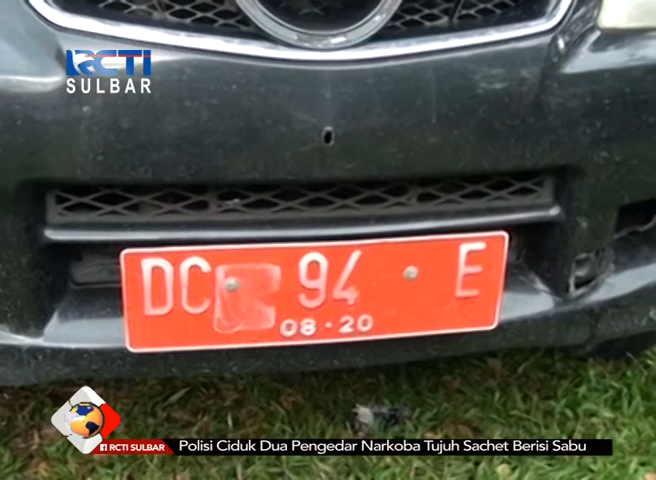 RCTI
SULBAR
DC 94 E
08 · 20
RCTI SULBAR
Polisi Ciduk Dua Pengedar Narkoba Tujuh Sachet Berisi Sabu